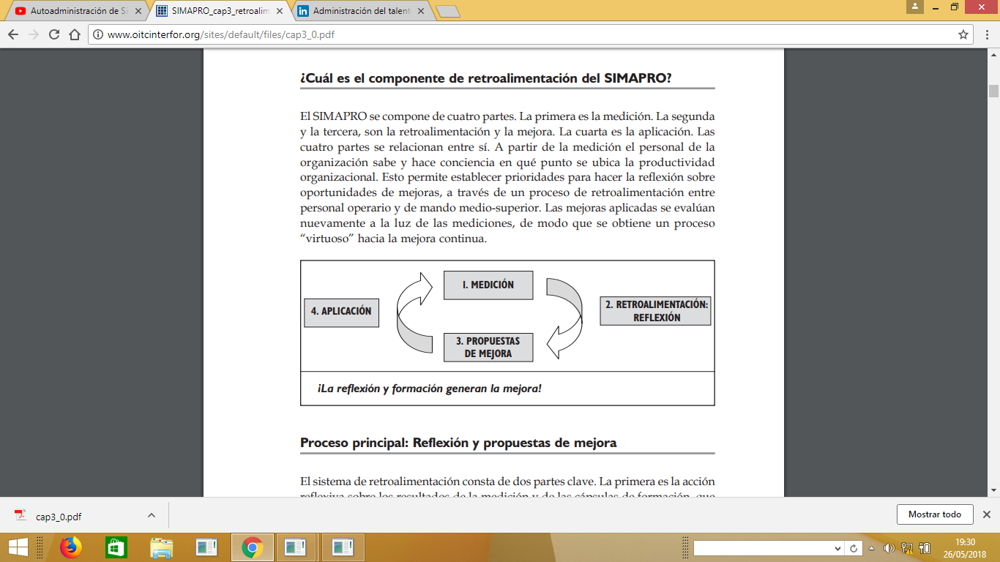 Autoadministración de Si
SIMAPRO_cap3_retroalim
Administración del talent
www.oitcinterfor.org/sites/default/files/cap3_0.pdf
¿Cuál es el componente de retroalimentación del SIMAPRO?
El SIMAPRO se compone de cuatro partes. La primera es la medición. La segunda
y la tercera, son la retroalimentación y la mejora. La cuarta es la aplicación. Las
cuatro partes se relacionan entre sí. A partir de la medición el personal de la
organización sabe y hace conciencia en qué punto se ubica la productividad
organizacional. Esto permite establecer prioridades para hacer la reflexión sobre
oportunidades de mejoras, a través de un proceso de retroalimentación entre
personal operario y de mando medio-superior. Las mejoras aplicadas se evalúan
nuevamente a la luz de las mediciones, de modo que se obtiene un proceso
“virtuoso” hacia la mejora continua.
1. MEDICIÓN
4. APLICACIÓN
2. RETROALIMENTACIÓN:
REFLEXIÓN
3. PROPUESTAS
DE MEJORA
¡La reflexión y formación generan la mejora!
Proceso principal: Reflexión y propuestas de mejora
El sistema de retroalimentación consta de dos partes clave. La primera es la acción
reflexiva sobre los resultados de la medición y de las cápsulas de formación, que
cap3_0.pdf
Mostrar todo
19:30
26/05/2018